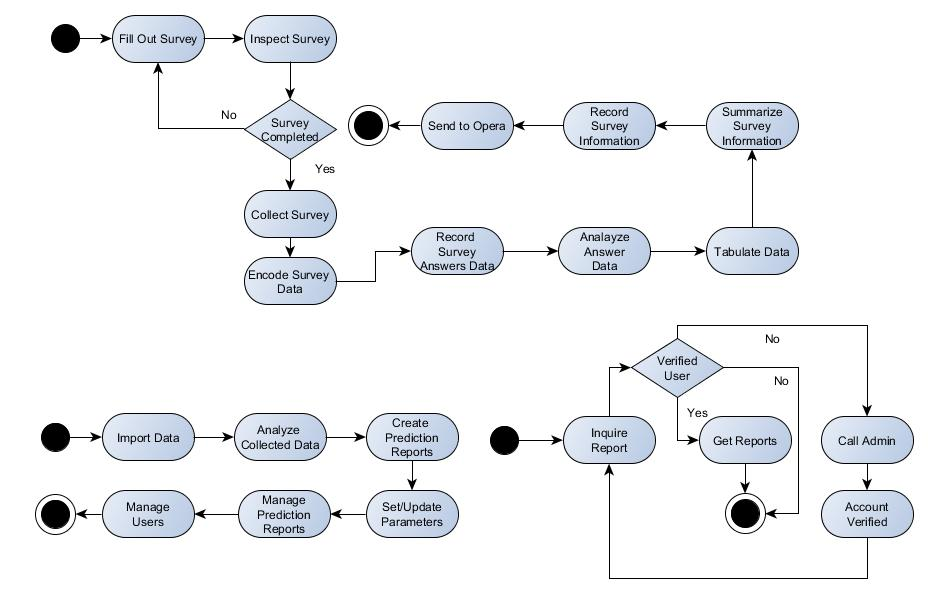 Fill Out Survey
Inspect Survey
No
Survey
Completed
Yes
Send to Opera
Record
Survey
Information
Summarize
Survey
Information
Collect Survey
Encode Survey
Data
Record
Survey
Answers Data
Analayze
Answer
Data
Tabulate Data
Import Data
Analyze
Collected Data
Create
Prediction
Reports
Manage
Users
Manage
Prediction
Reports
Set/Update
Parameters
Verified
User
No
No
Yes
Inquire
Report
Get Reports
Call Admin
Account
Verified